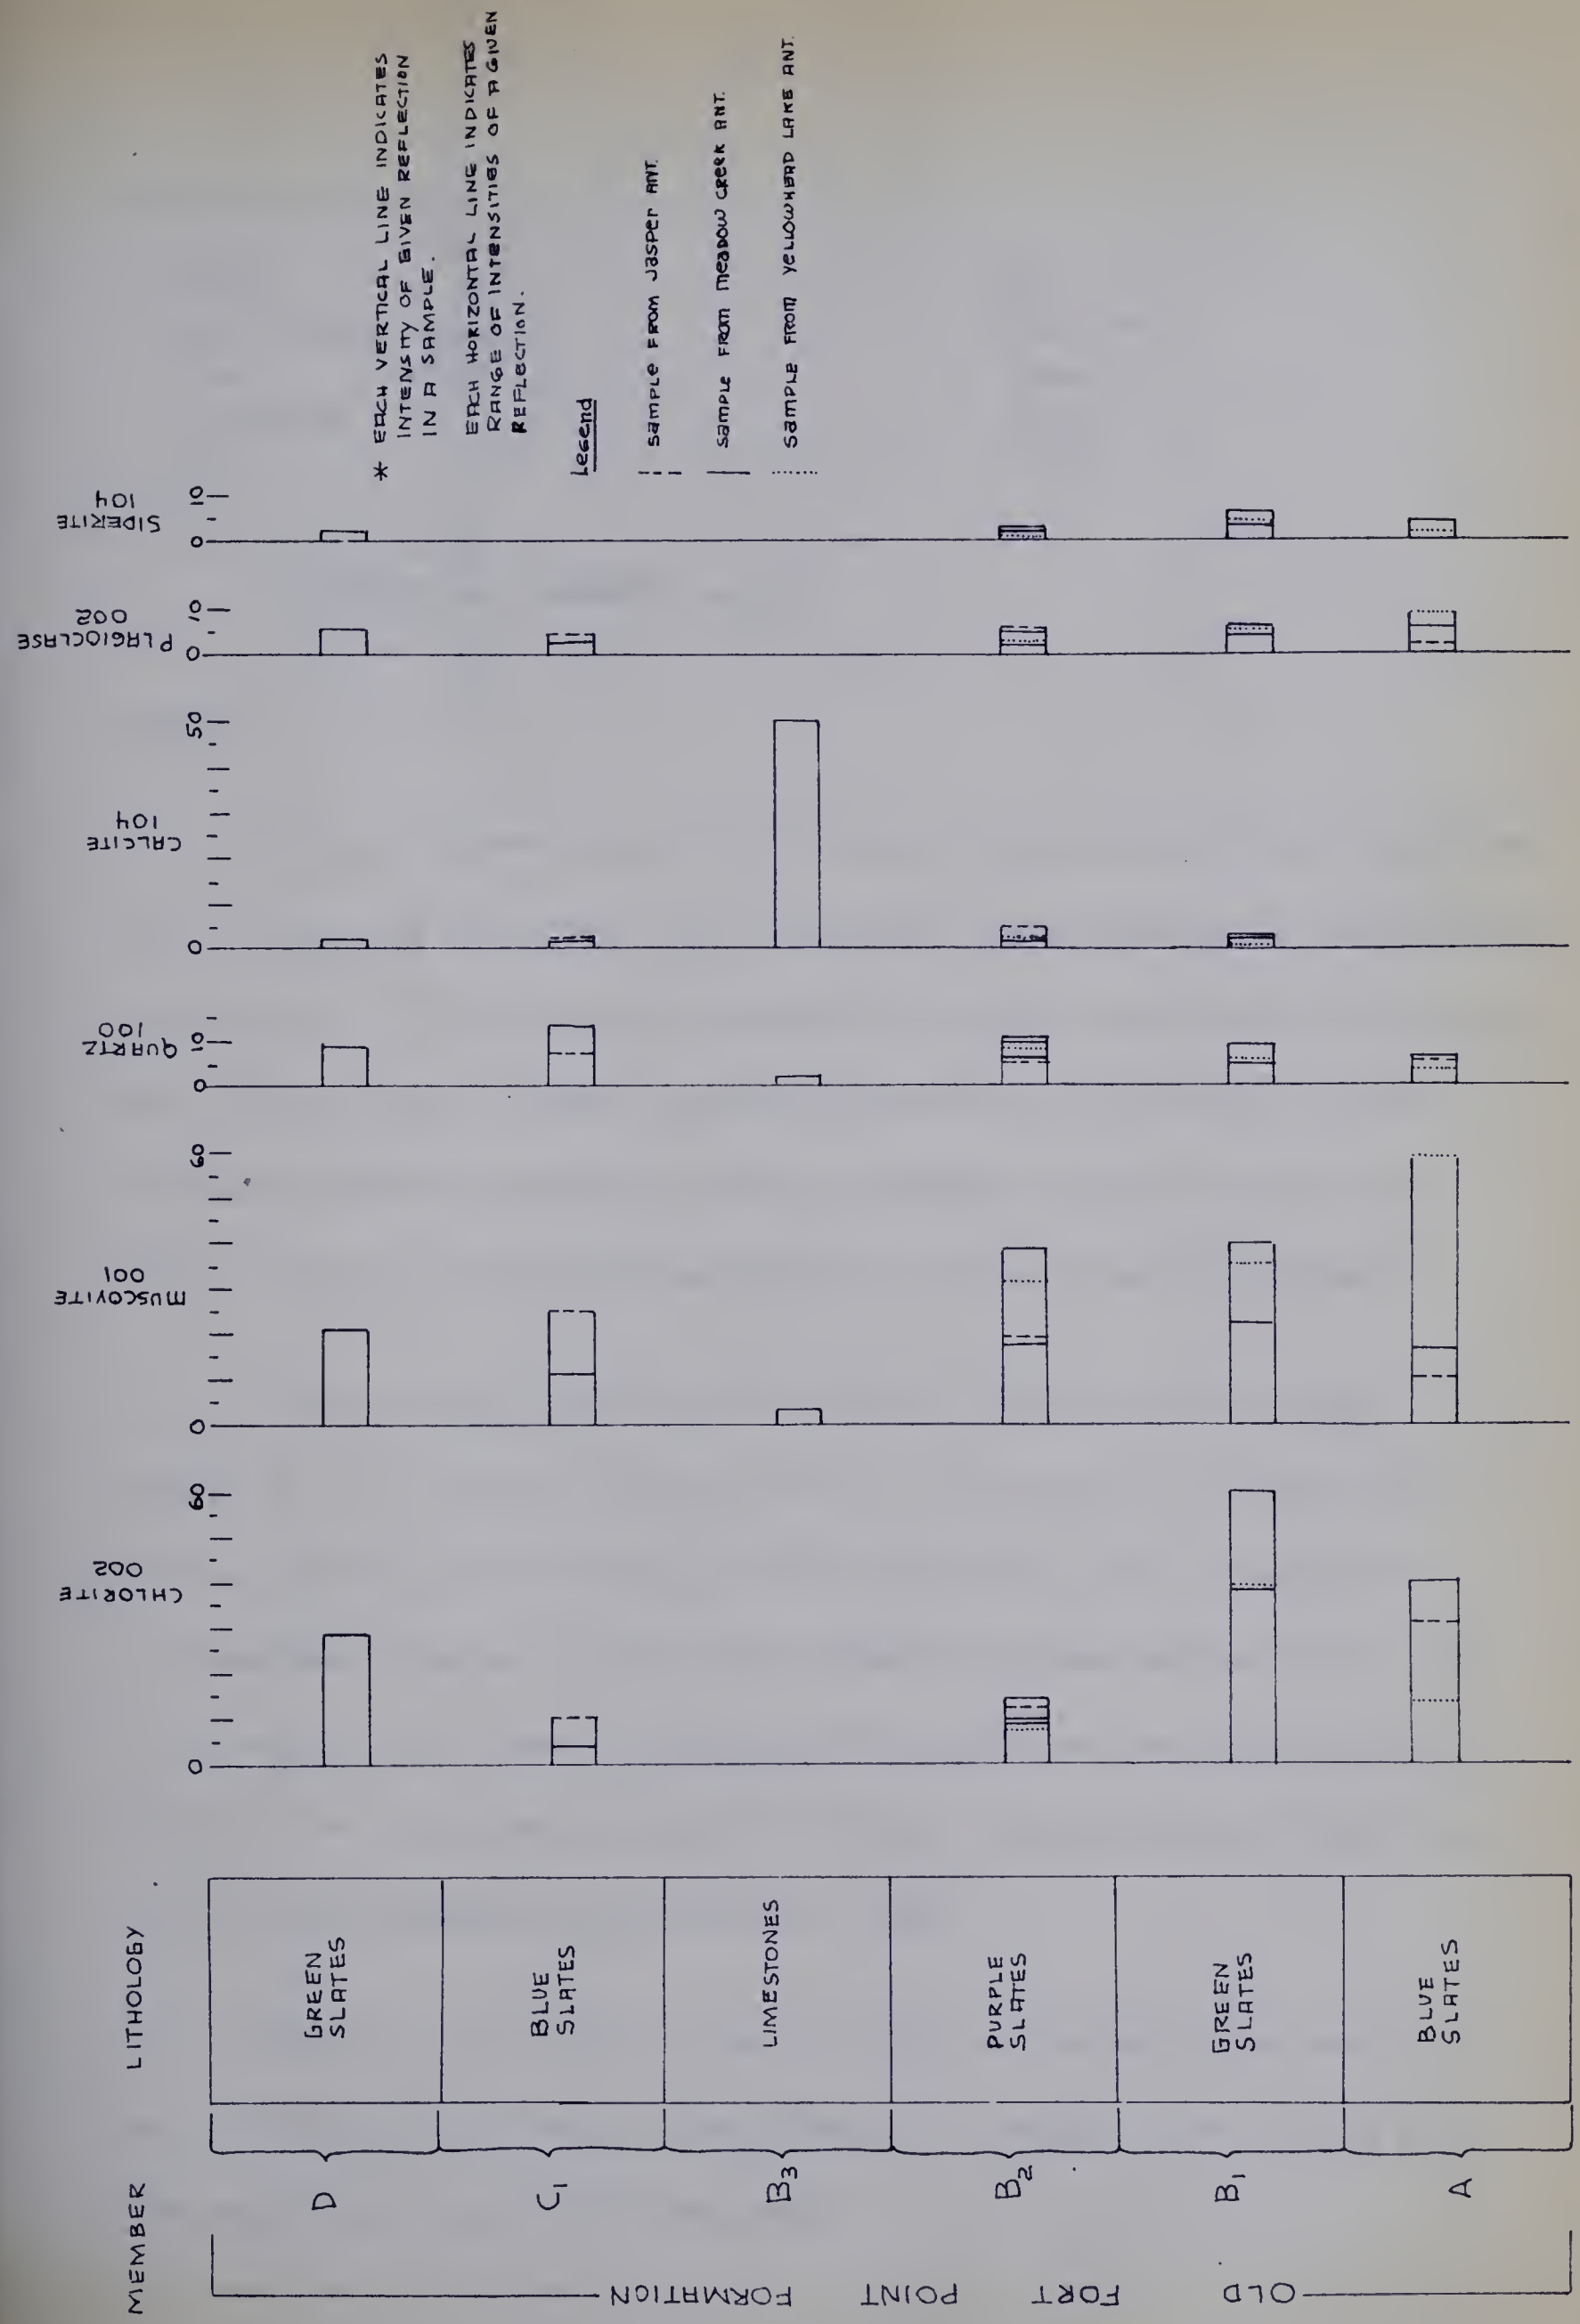 MEMBER
LITHOLOGY
CHLORITE
002
MUSCOVITE
001
QUARTZ
100
CALCITE
104
PLAGIOCLASE
002
SIDERITE
104
0
60
0
60
0
10
0
50
0
10
0
10
OLD FORT POINT FORMATION
D
GREEN
SLATES
C1
BLUE
SLATES
B3
LIMESTONES
B2
PURPLE
SLATES
B1
GREEN
SLATES
A
BLUE
SLATES
* EACH VERTICAL LINE INDICATES
INTENSITY OF GIVEN REFLECTION
IN A SAMPLE.
EACH HORIZONTAL LINE INDICATES
RANGE OF INTENSITIES OF A GIVEN
REFLECTION.
Legend
sample FROM Jasper ANT.
sample FROM meadow creek ANT.
sample FROM yellowhead LAKE ANT.